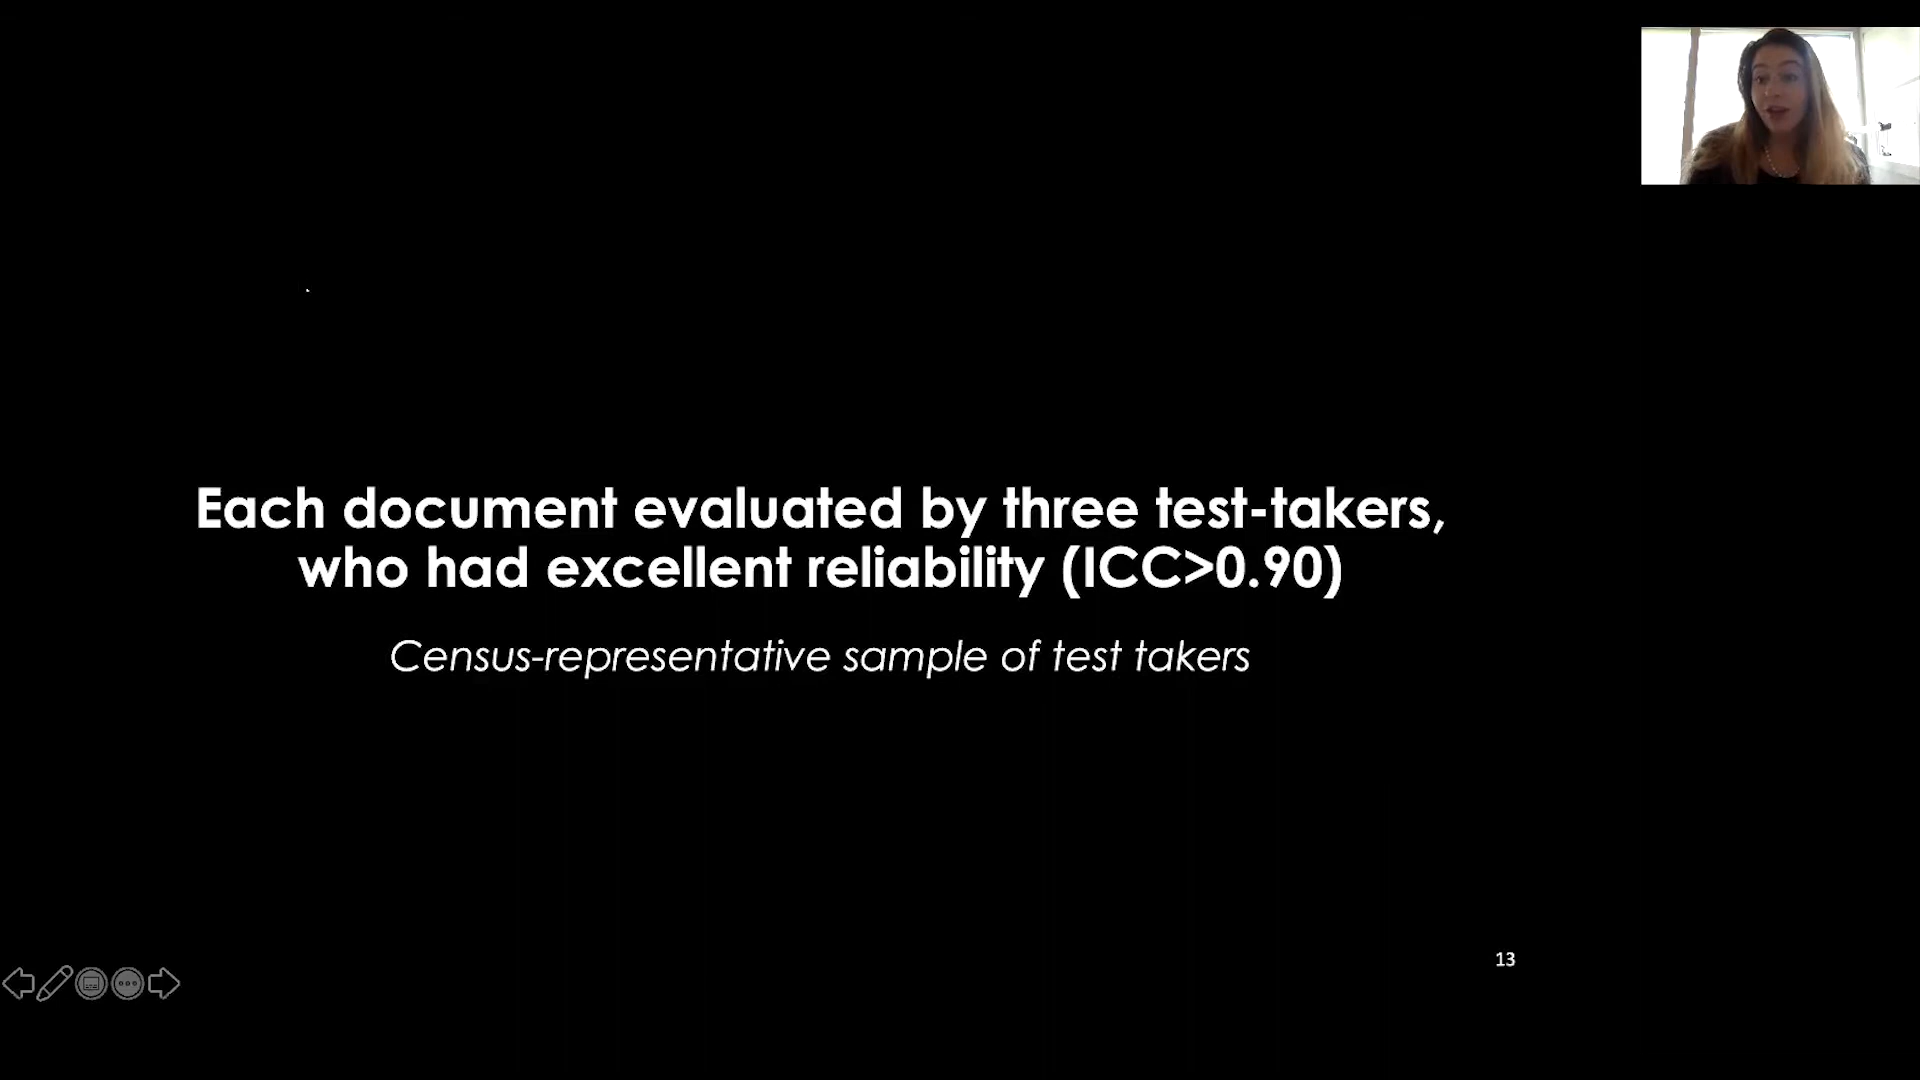 Each document evaluated by three test-takers,
who had excellent reliability (ICC>0.90)
Census-representative sample of test takers
13